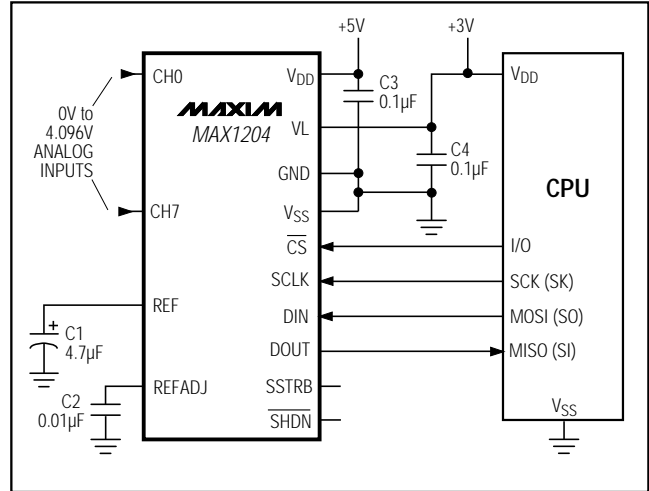 +5V
+3V
CH0
VDD
C3
0.1µF
VDD
MAXIM
MAX1204
0V to
4.096V
ANALOG
INPUTS
VL
C4
0.1µF
GND
CPU
CH7
VSS
CS
I/O
SCLK
SCK (SK)
REF
DIN
MOSI (SO)
+
C1
4.7µF
DOUT
MISO (SI)
REFADJ
SSTRB
C2
0.01µF
SHDN
VSS